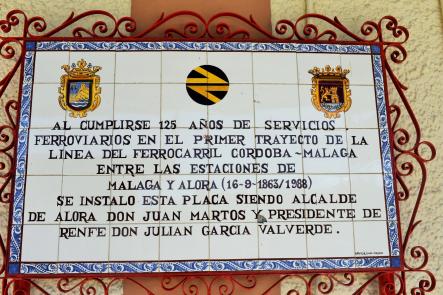 AL CUMPLIRSE 125 AÑOS DE SERVICIOS
FERROVIARIOS EN EL PRIMER TRAYECTO DE LA
LÍNEA DEL FERROCARRIL CORDOBA-MALAGA
ENTRE LAS ESTACIONES DE
MALAGA Y ALORA (16-9-1863/1988)
SE INSTALO ESTA PLACA SIENDO ALCALDE
DE ALORA DON JUAN MARTOS Y PRESIDENTE DE
RENFE DON JULIAN GARCIA VALVERDE.